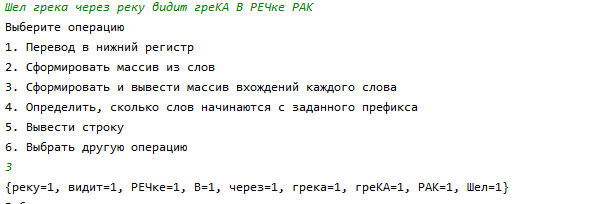 Шел грека через реку видит греКА В РЕЧке РАК
Выберите операцию
1. Перевод в нижний регистр
2. Сформировать массив из слов
3. Сформировать и вывести массив вхождений каждого слова
4. Определить, сколько слов начинаются с заданного префикса
5. Вывести строку
6. Выбрать другую операцию
3
{реку=1, видит=1, РЕЧке=1, В=1, через=1, грека=1, греКА=1, РАК=1, Шел=1}